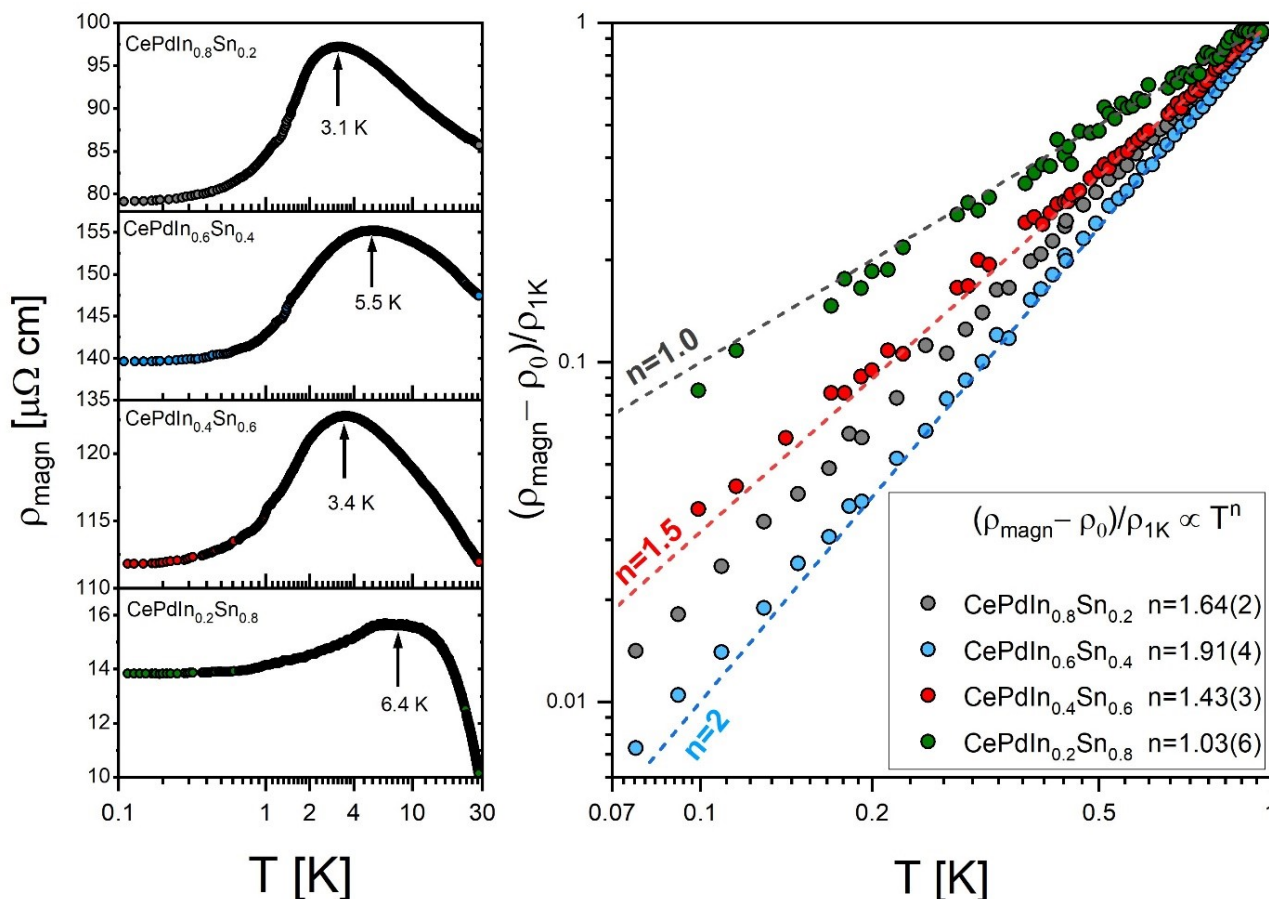 CePdIn0.8Sn0.2
100
95
90
85
80
3.1 K
CePdIn0.6Sn0.4
155
150
145
140
135
5.5 K
CePdIn0.4Sn0.6
120
115
110
3.4 K
CePdIn0.2Sn0.8
16
14
12
10
6.4 K
0.1 1 2 4 10 30
T [K]
ρmagn [μΩ cm]
(ρmagn− ρ0)/ρ1K
1
0.1
0.01
n=1.0
n=1.5
n=2
(ρmagn− ρ0)/ρ1K ∝ Tⁿ
CePdIn0.8Sn0.2 n=1.64(2)
CePdIn0.6Sn0.4 n=1.91(4)
CePdIn0.4Sn0.6 n=1.43(3)
CePdIn0.2Sn0.8 n=1.03(6)
0.07 0.1 0.2 0.5 1
T [K]